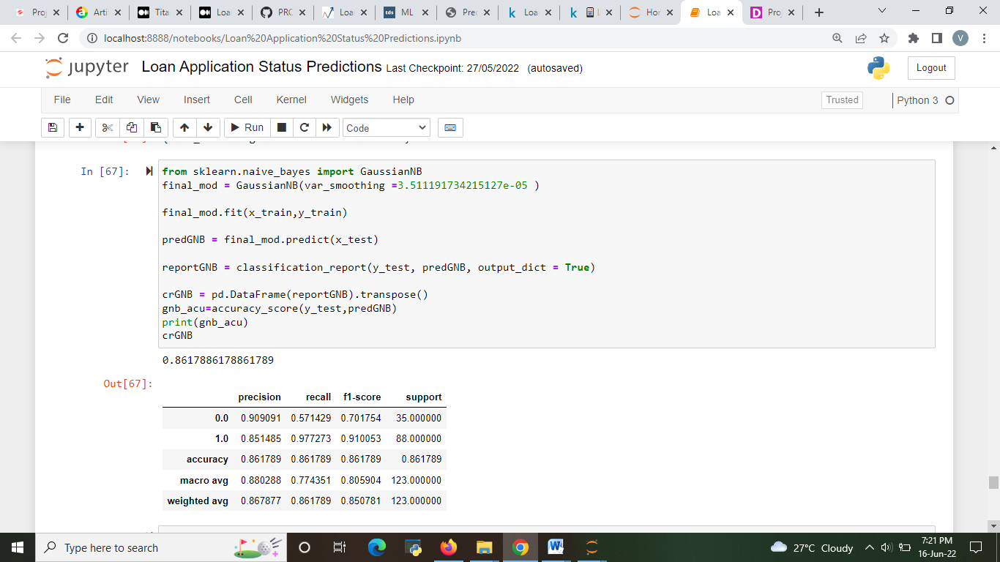 Proj
Arti
Tita
Loa
PRC
Loa
tds
ML
Prec
k
Loa
k
L
Hor
Loa
D
Proj
localhost:8888/notebooks/Loan%20Application%20Status%20Predictions.ipynb
V
jupyter Loan Application Status Predictions Last Checkpoint: 27/05/2022 (autosaved)
Logout
File Edit View Insert Cell Kernel Widgets Help
Trusted
Python 3
Run
Code
In [67]:
from sklearn.naive_bayes import GaussianNB
final_mod = GaussianNB(var_smoothing =3.511191734215127e-05 )
final_mod.fit(x_train,y_train)
predGNB = final_mod.predict(x_test)
reportGNB = classification_report(y_test, predGNB, output_dict = True)
crGNB = pd.DataFrame(reportGNB).transpose()
gnb_acu=accuracy_score(y_test,predGNB)
print(gnb_acu)
crGNB
0.8617886178861789
Out[67]:
precision recall f1-score support
0.0 0.909091 0.571429 0.701754 35.000000
1.0 0.851485 0.977273 0.910053 88.000000
accuracy 0.861789 0.861789 0.861789 0.861789
macro avg 0.880288 0.774351 0.805904 123.000000
weighted avg 0.867877 0.861789 0.850781 123.000000
Type here to search
27°C Cloudy
7:21 PM
16-Jun-22